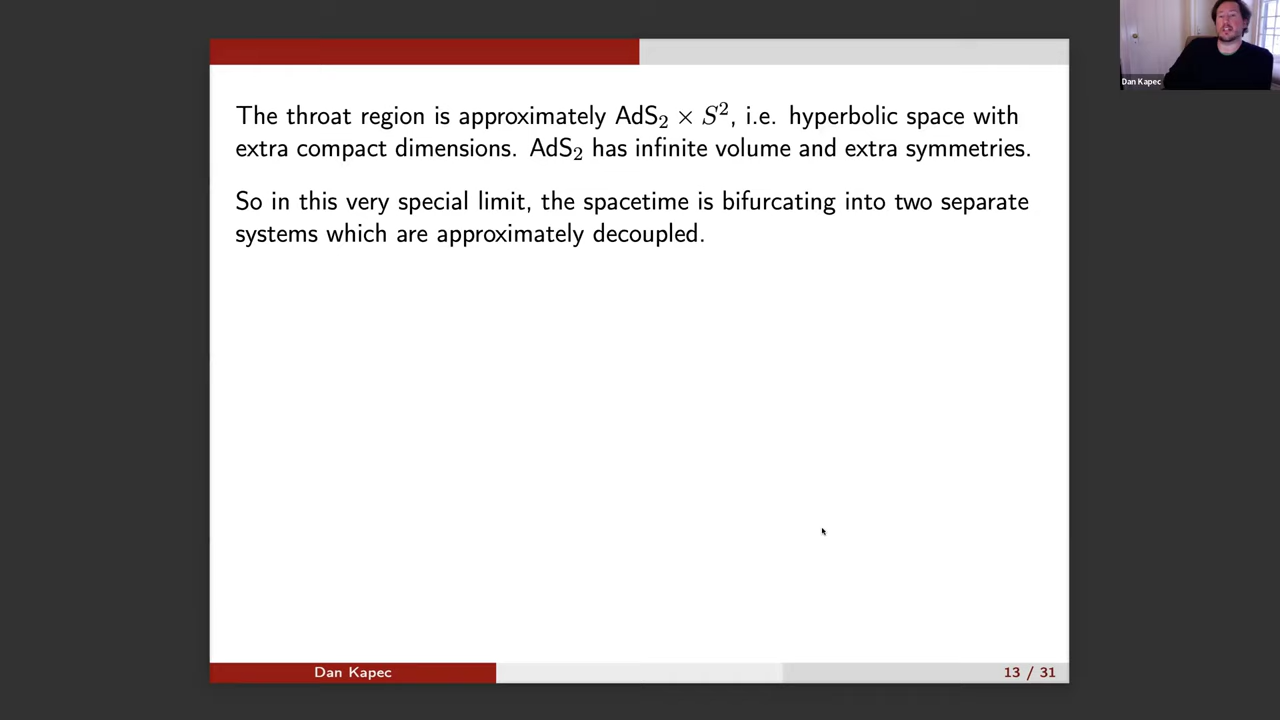 Dan Kapec
The throat region is approximately AdS₂ × S², i.e. hyperbolic space with
extra compact dimensions. AdS₂ has infinite volume and extra symmetries.
So in this very special limit, the spacetime is bifurcating into two separate
systems which are approximately decoupled.
Dan Kapec
13 / 31